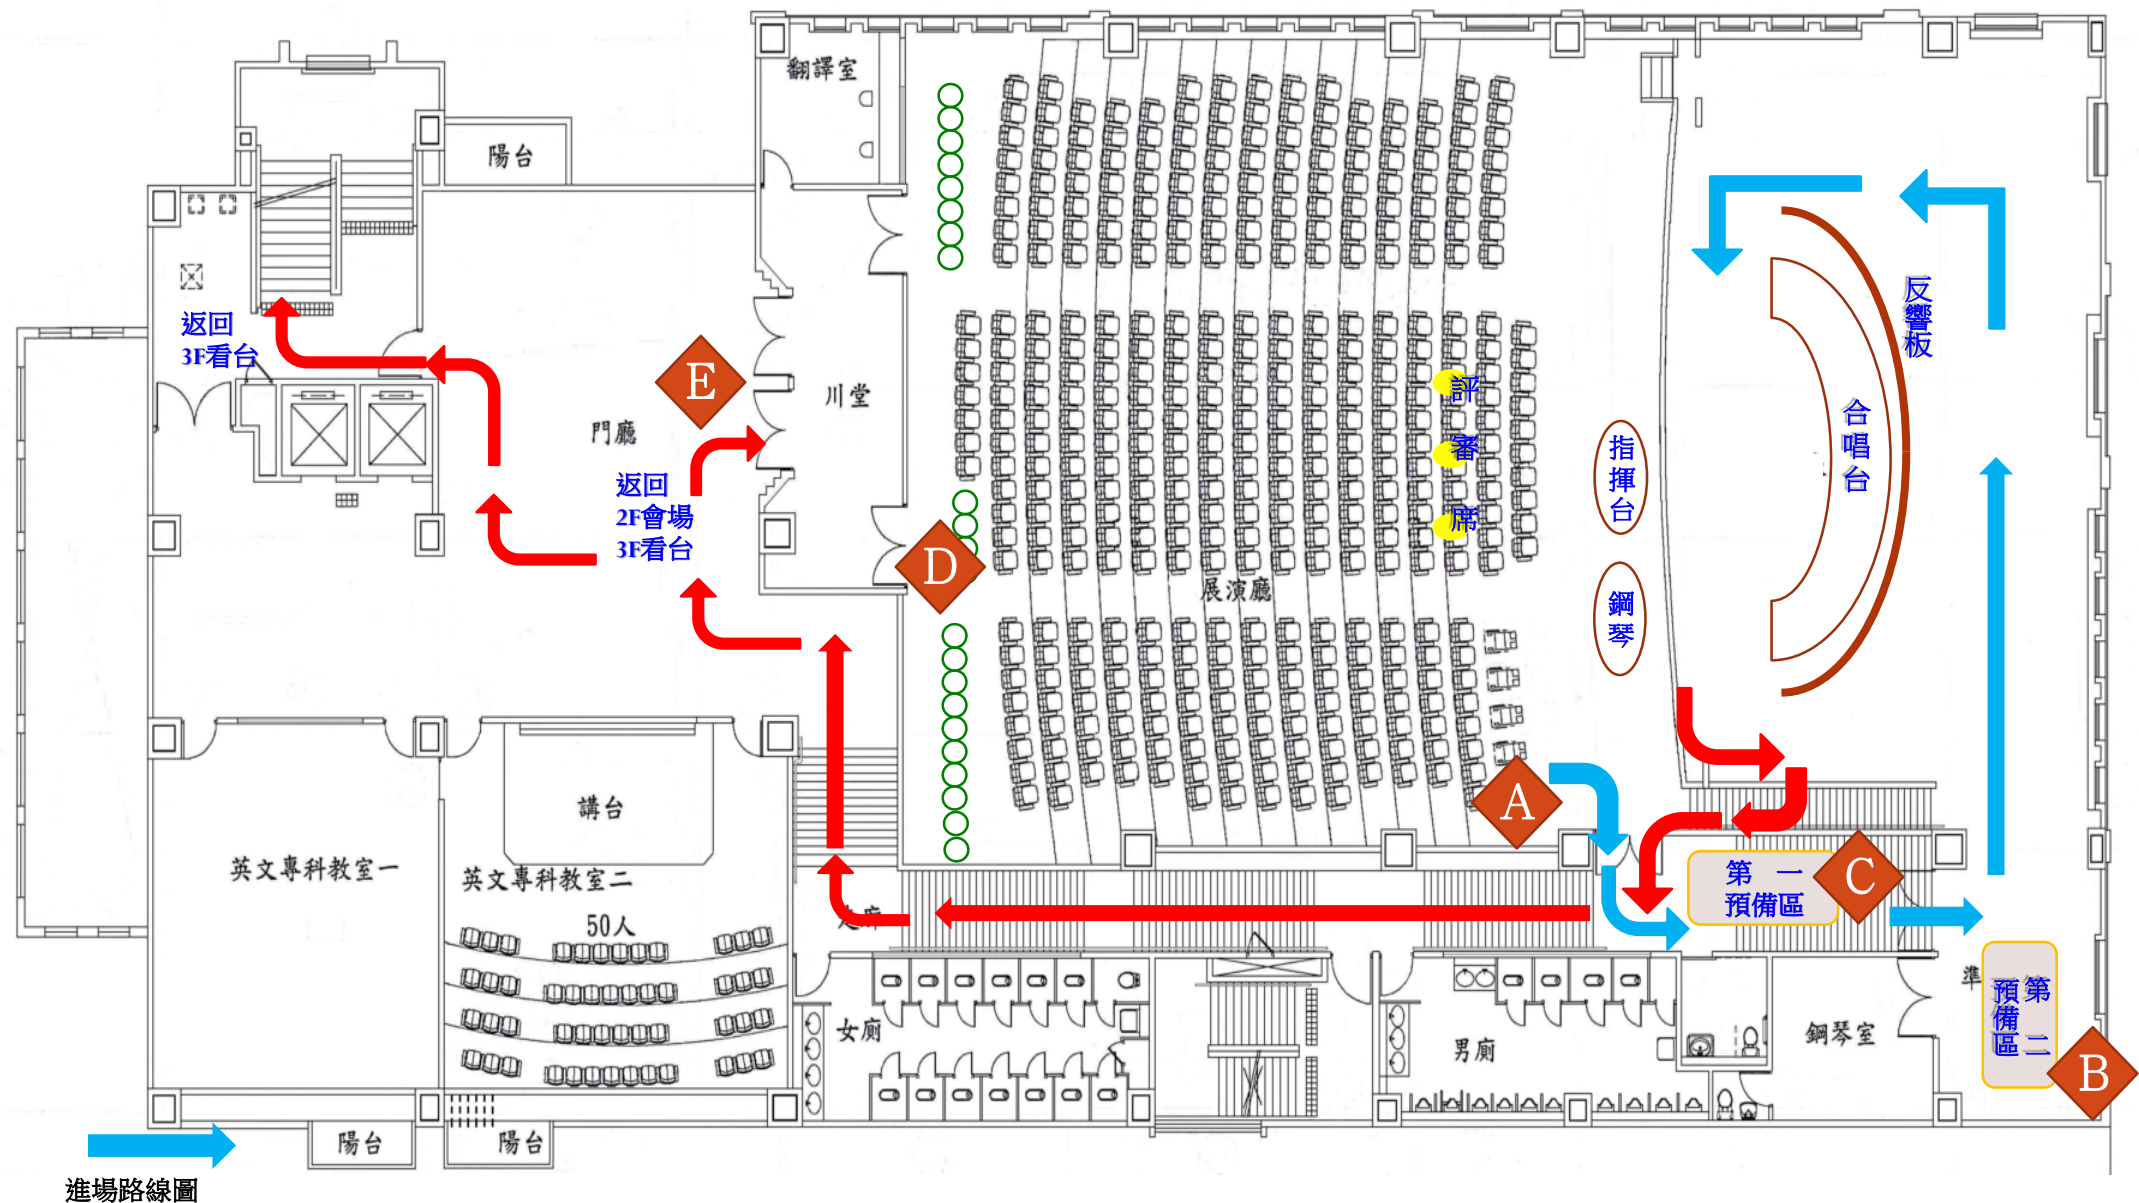 翻譯室
陽台
返回
3F看台
E
川堂
門廳
返回
2F會場
3F看台
D
評
審
席
展演廳
指揮台
鋼琴
合唱台
反響板
A
講台
英文專科教室一
英文專科教室二
50人
走廊
第一
預備區
C
準
第二
預備區
B
女廁
男廁
鋼琴室
陽台
陽台
進場路線圖